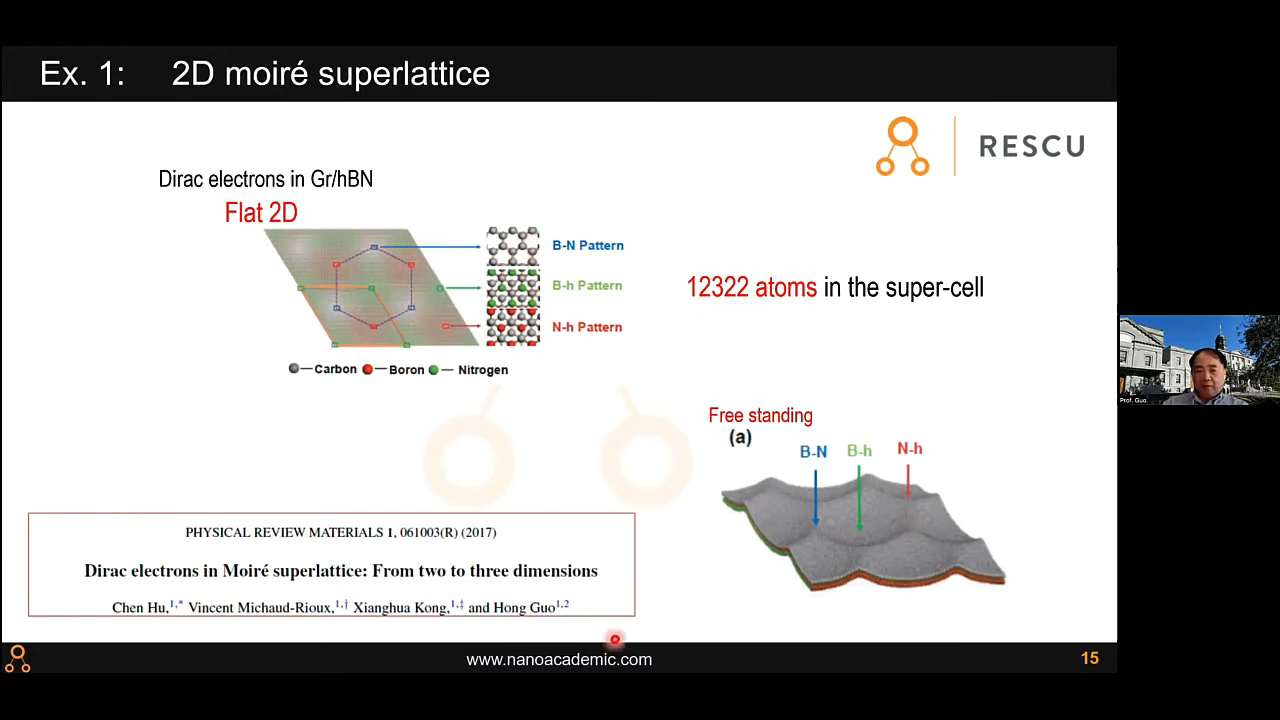 Ex. 1: 2D moiré superlattice
RESCU
Dirac electrons in Gr/hBN
Flat 2D
B-N Pattern
B-h Pattern
N-h Pattern
Carbon Boron Nitrogen
12322 atoms in the super-cell
Free standing
(a)
B-N B-h N-h
PHYSICAL REVIEW MATERIALS 1, 061003(R) (2017)
Dirac electrons in Moiré superlattice: From two to three dimensions
Chen Hu,1,* Vincent Michaud-Rioux,1,† Xianghua Kong,1,‡ and Hong Guo1,2
www.nanoacademic.com
15
Prof. Guo